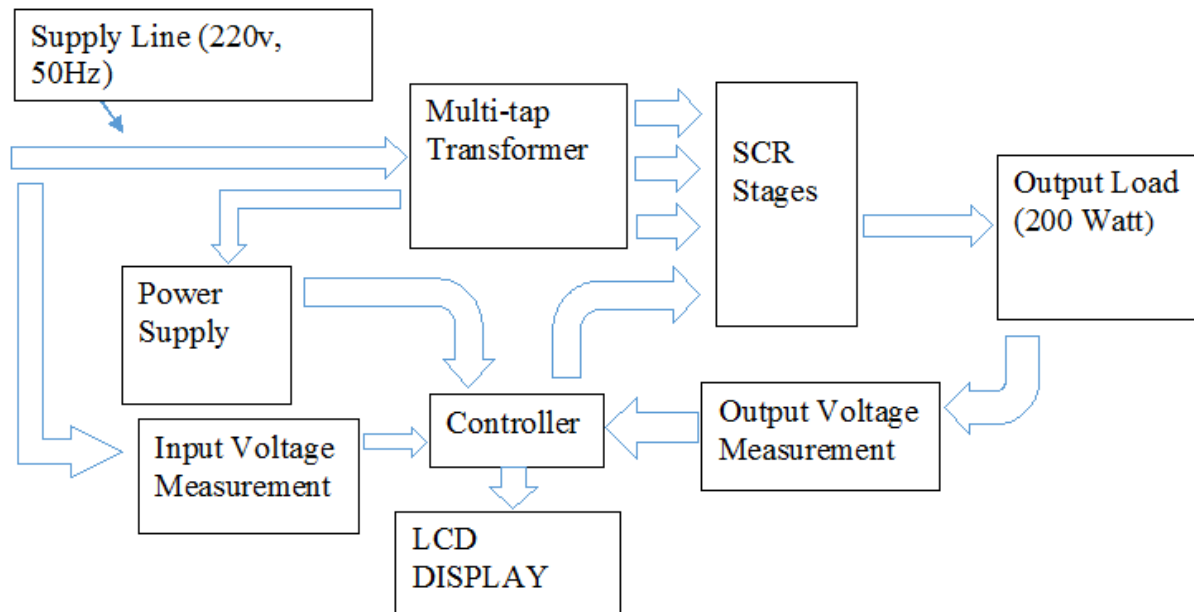 Supply Line (220v,
50Hz)
Multi-tap
Transformer
SCR
Stages
Output Load
(200 Watt)
Power
Supply
Controller
Output Voltage
Measurement
Input Voltage
Measurement
LCD
DISPLAY